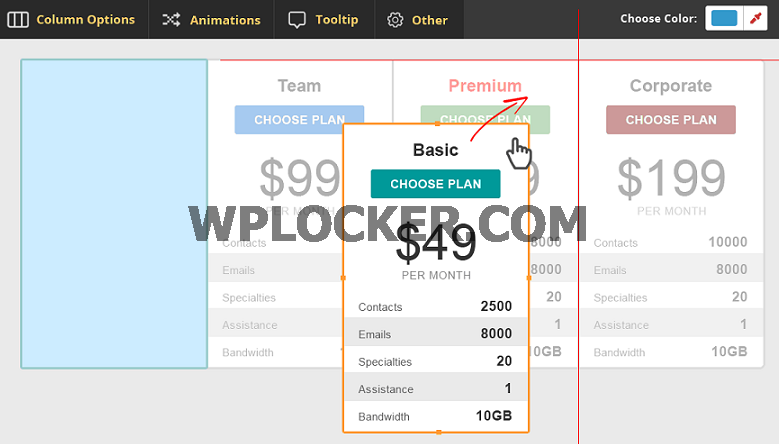 Column Options
Animations
Tooltip
Other
Choose Color:
Team
Premium
Corporate
CHOOSE PLAN
CHOOSE PLAN
CHOOSE PLAN
Basic
CHOOSE PLAN
$99
$199
$49
PER MONTH
PER MONTH
PER MONTH
WPLOCKER.COM
Contacts
8000
Contacts
10000
Emails
8000
Emails
8000
Specialties
20
Specialties
20
Assistance
1
Assistance
1
Bandwidth
10GB
Bandwidth
10GB
Contacts
2500
Emails
8000
Specialties
20
Assistance
1
Bandwidth
10GB